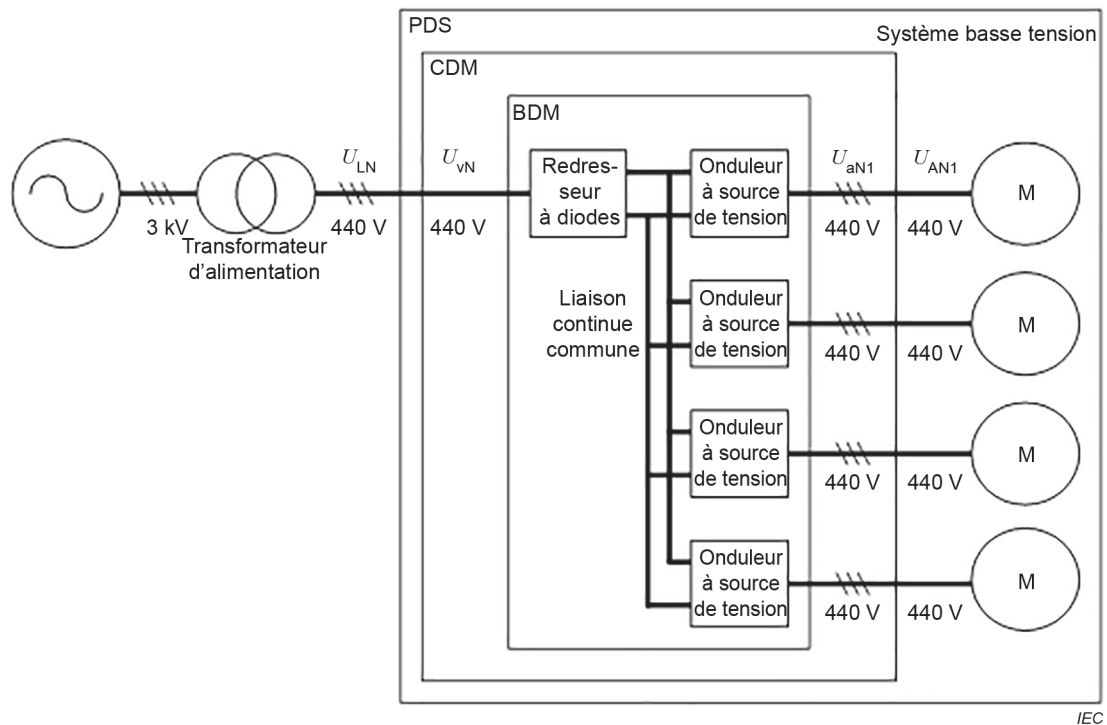 PDS
Système basse tension
CDM
BDM
U_LN
U_vN
Redres-
seur
à diodes
Onduleur
à source
de tension
U_aN1
U_AN1
M
3 kV
440 V
440 V
440 V
440 V
Transformateur
d’alimentation
Liaison
continue
commune
Onduleur
à source
de tension
M
440 V
440 V
Onduleur
à source
de tension
M
440 V
440 V
Onduleur
à source
de tension
M
440 V
440 V
IEC